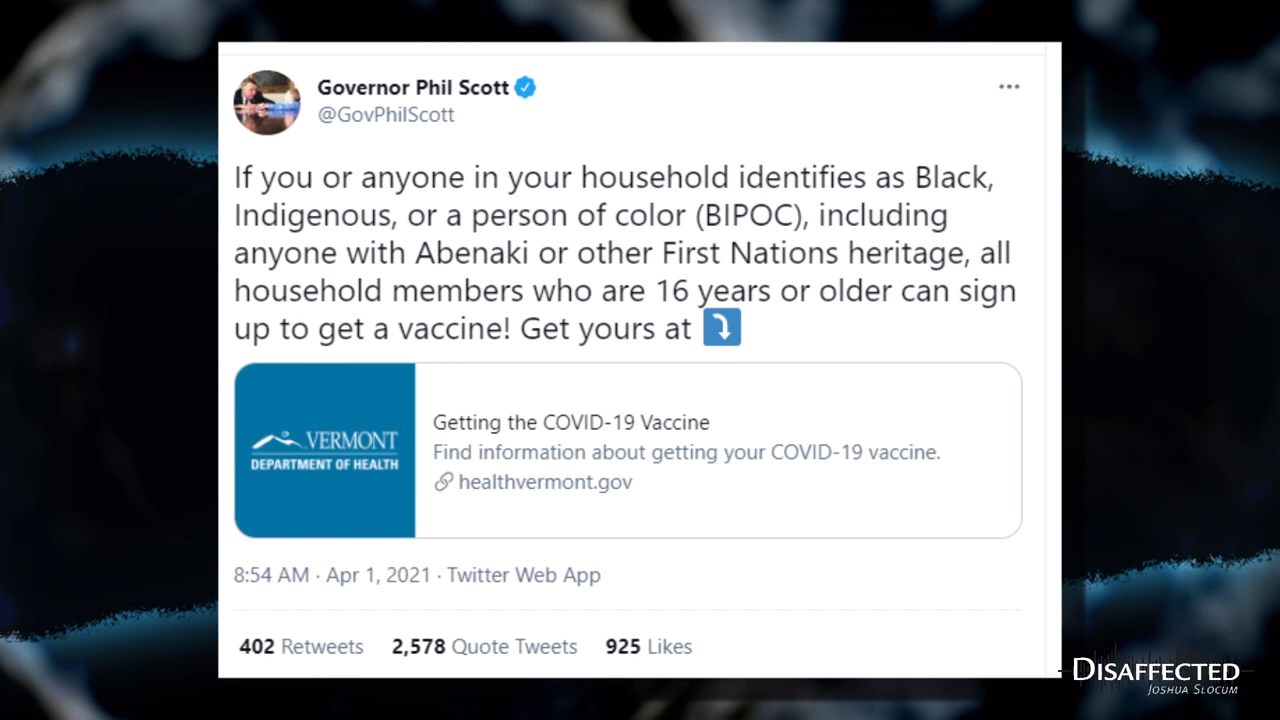 Governor Phil Scott
@GovPhilScott
If you or anyone in your household identifies as Black,
Indigenous, or a person of color (BIPOC), including
anyone with Abenaki or other First Nations heritage, all
household members who are 16 years or older can sign
up to get a vaccine! Get yours at ⤵️
VERMONT
DEPARTMENT OF HEALTH
Getting the COVID-19 Vaccine
Find information about getting your COVID-19 vaccine.
healthvermont.gov
8:54 AM · Apr 1, 2021 · Twitter Web App
402 Retweets 2,578 Quote Tweets 925 Likes
DISAFFECTED
JOSHUA SLOCUM